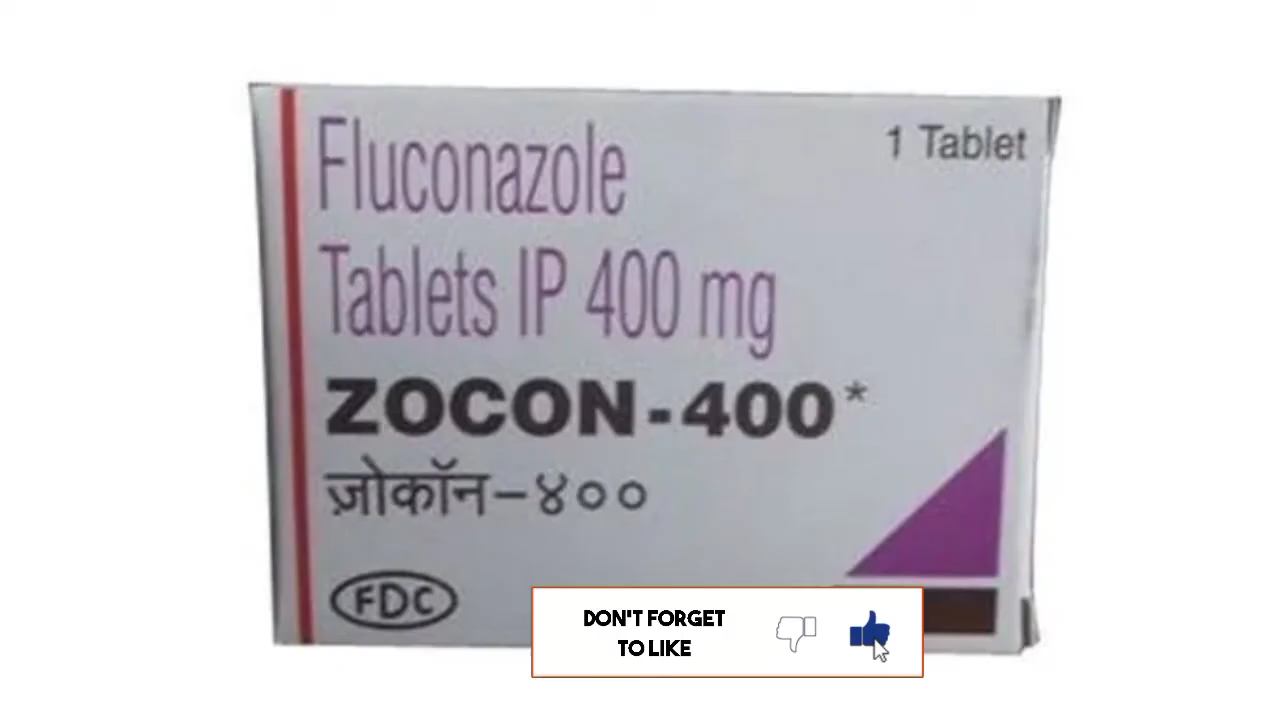 Fluconazole
1 Tablet
Tablets IP 400 mg
ZOCON-400*
ज़ोकॉन-४००
FDC
DON'T FORGET
TO LIKE